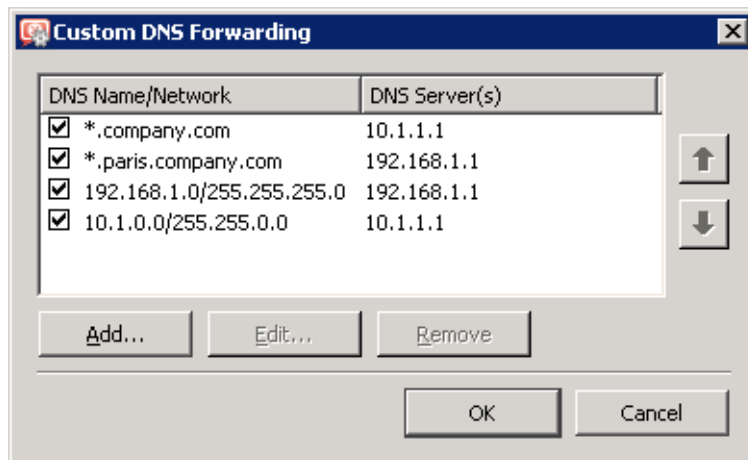 Custom DNS Forwarding
DNS Name/Network DNS Server(s)
*.company.com 10.1.1.1
*.paris.company.com 192.168.1.1
192.168.1.0/255.255.255.0 192.168.1.1
10.1.0.0/255.255.0.0 10.1.1.1
Add... Edit... Remove
OK Cancel